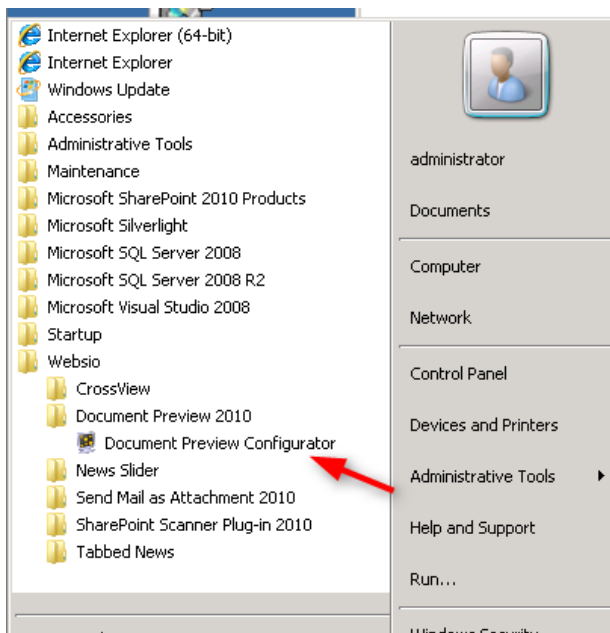 Internet Explorer (64-bit)
Internet Explorer
Windows Update
Accessories
Administrative Tools
Maintenance
Microsoft SharePoint 2010 Products
Microsoft Silverlight
Microsoft SQL Server 2008
Microsoft SQL Server 2008 R2
Microsoft Visual Studio 2008
Startup
Websio
CrossView
Document Preview 2010
Document Preview Configurator
News Slider
Send Mail as Attachment 2010
SharePoint Scanner Plug-in 2010
Tabbed News
administrator
Documents
Computer
Network
Control Panel
Devices and Printers
Administrative Tools
Help and Support
Run...
Windows Security